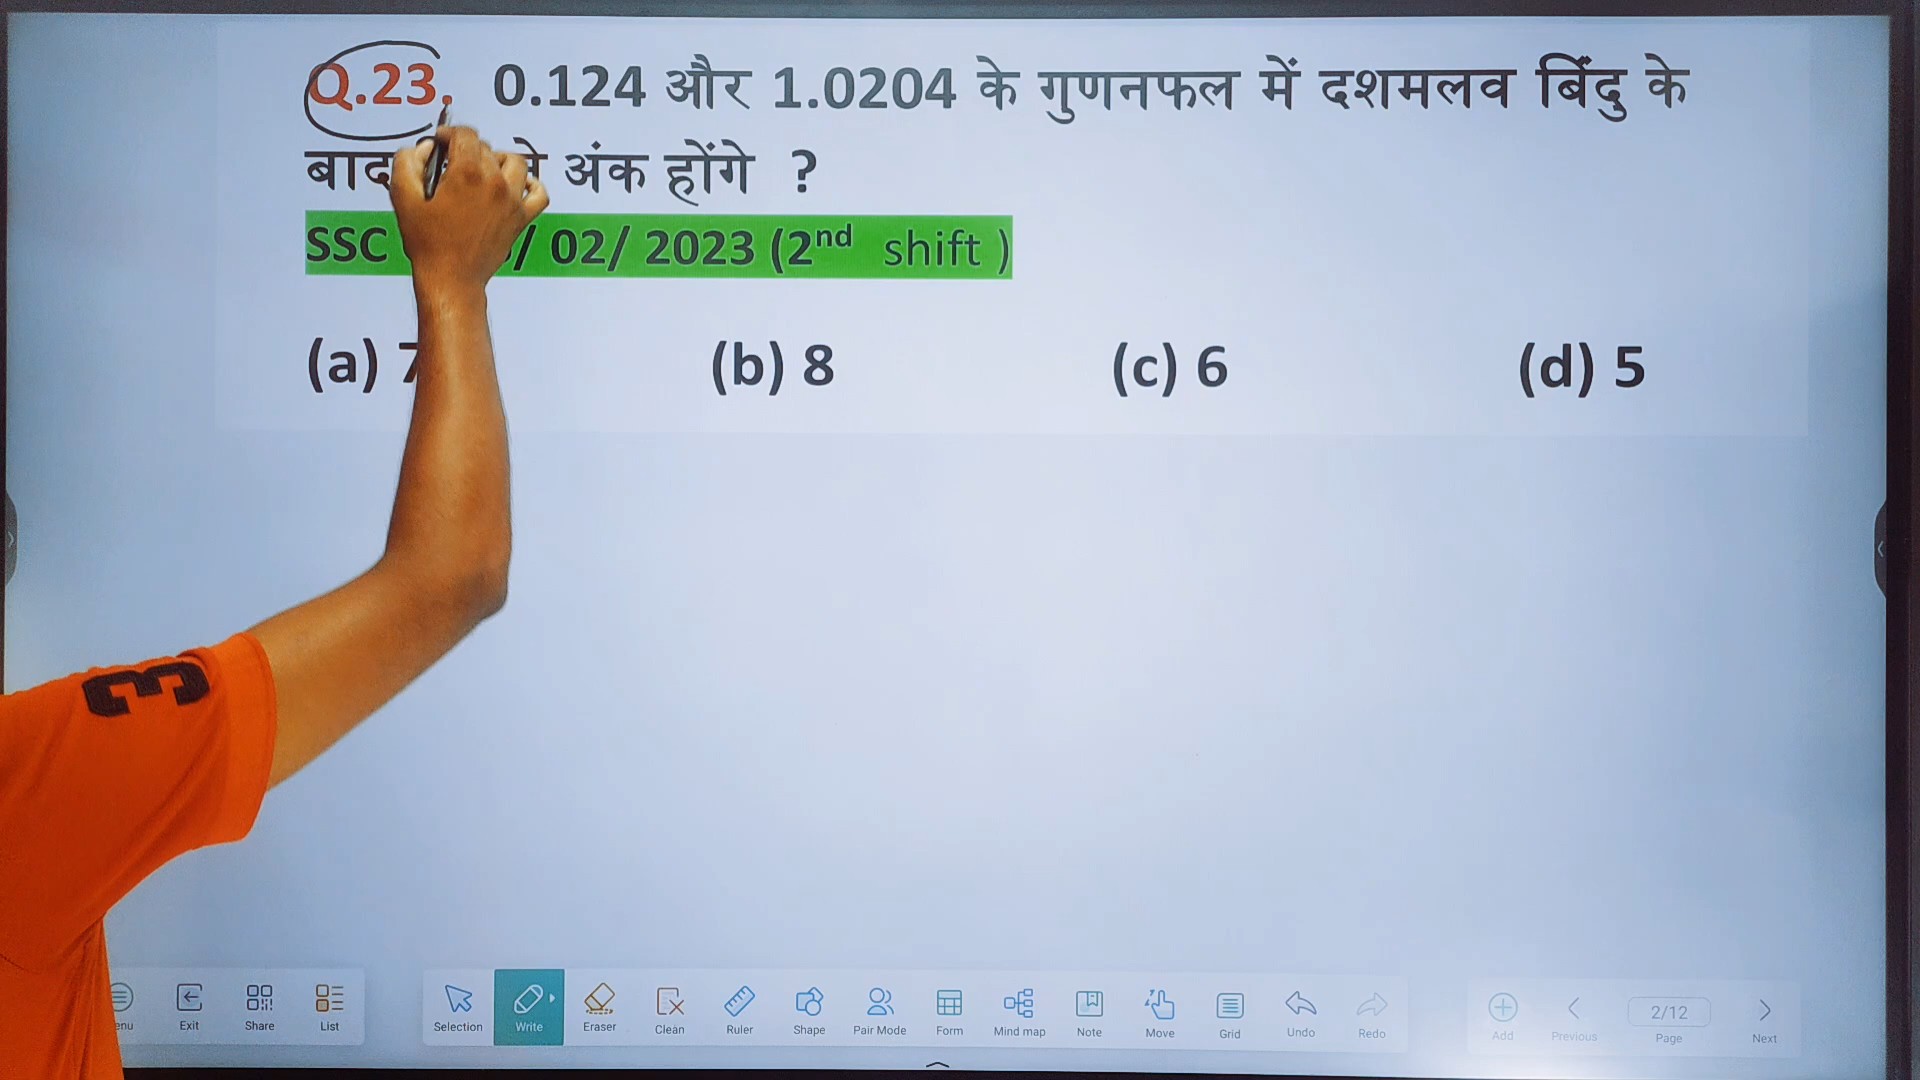 Q.23. 0.124 और 1.0204 के गुणनफल में दशमलव बिंदु के
बाद अंक होंगे ?
SSC / 02/ 2023 (2nd shift )
(a) 7 (b) 8 (c) 6 (d) 5
3
Exit Share List Selection Write Eraser Clean Ruler Shape Pair Mode Form Mind map Note Move Grid Undo Redo Add Previous 2/12 Page Next